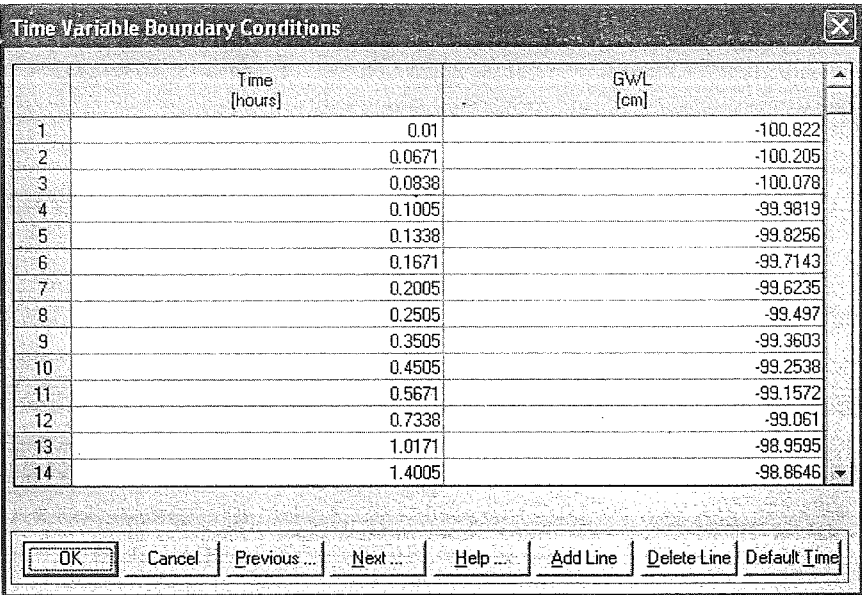 Time Variable Boundary Conditions
Time GWL
[hours] [cm]
1 0.01 -100.822
2 0.0671 -100.205
3 0.0838 -100.078
4 0.1005 -99.9819
5 0.1338 -99.8256
6 0.1671 -99.7143
7 0.2005 -99.6235
8 0.2505 -99.497
9 0.3505 -99.3603
10 0.4505 -99.2538
11 0.5671 -99.1572
12 0.7338 -99.061
13 1.0171 -98.9595
14 1.4005 -98.8646
OK Cancel Previous ... Next ... Help ... Add Line Delete Line Default Time